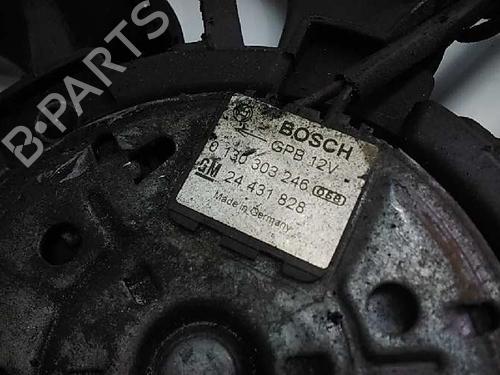 B-PARTS
BOSCH
GPB 12V
0 130 303 246
GM 24 431 828
Made in Germany